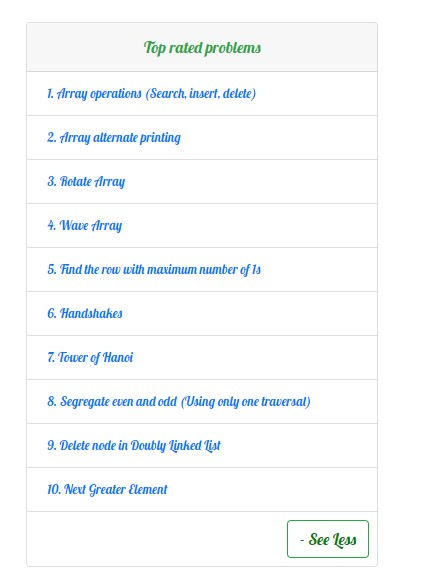 Top rated problems
1. Array operations (Search, insert, delete)
2. Array alternate printing
3. Rotate Array
4. Wave Array
5. Find the row with maximum number of 1s
6. Handshakes
7. Tower of Hanoi
8. Segregate even and odd (Using only one traversal)
9. Delete node in Doubly Linked List
10. Next Greater Element
- See Less